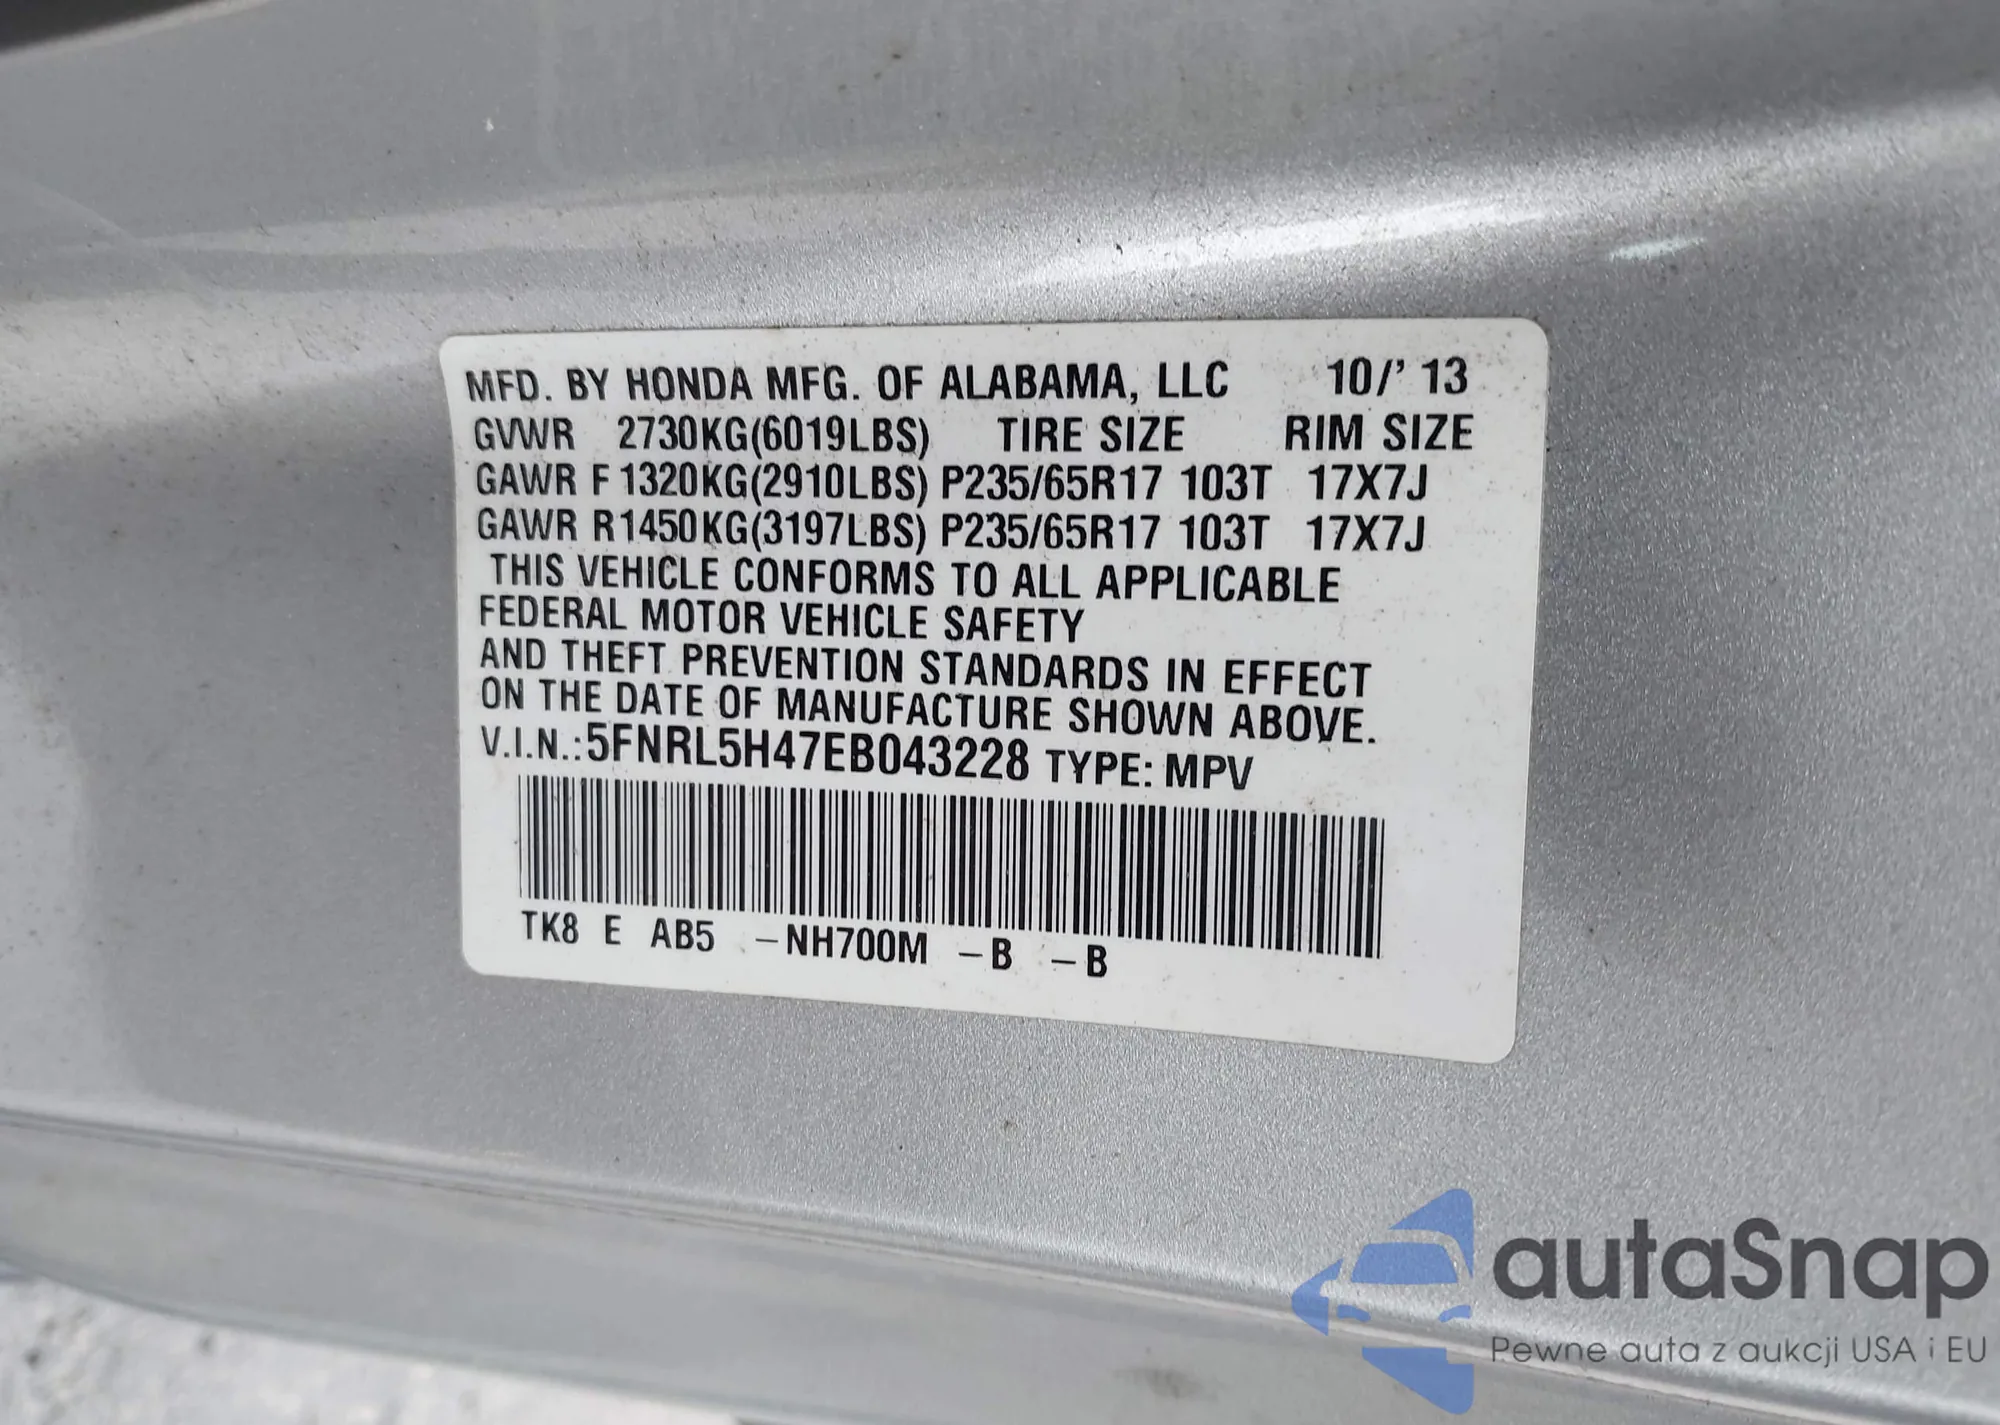 MFD. BY HONDA MFG. OF ALABAMA, LLC 10/' 13
GVWR 2730KG(6019LBS) TIRE SIZE RIM SIZE
GAWR F 1320KG(2910LBS) P235/65R17 103T 17X7J
GAWR R1450KG(3197LBS) P235/65R17 103T 17X7J
THIS VEHICLE CONFORMS TO ALL APPLICABLE
FEDERAL MOTOR VEHICLE SAFETY
AND THEFT PREVENTION STANDARDS IN EFFECT
ON THE DATE OF MANUFACTURE SHOWN ABOVE.
V.I.N.:5FNRL5H47EB043228 TYPE: MPV
TK8 E AB5 -NH700M -B -B
autaSnap
Pewne auta z aukcji USA i EU